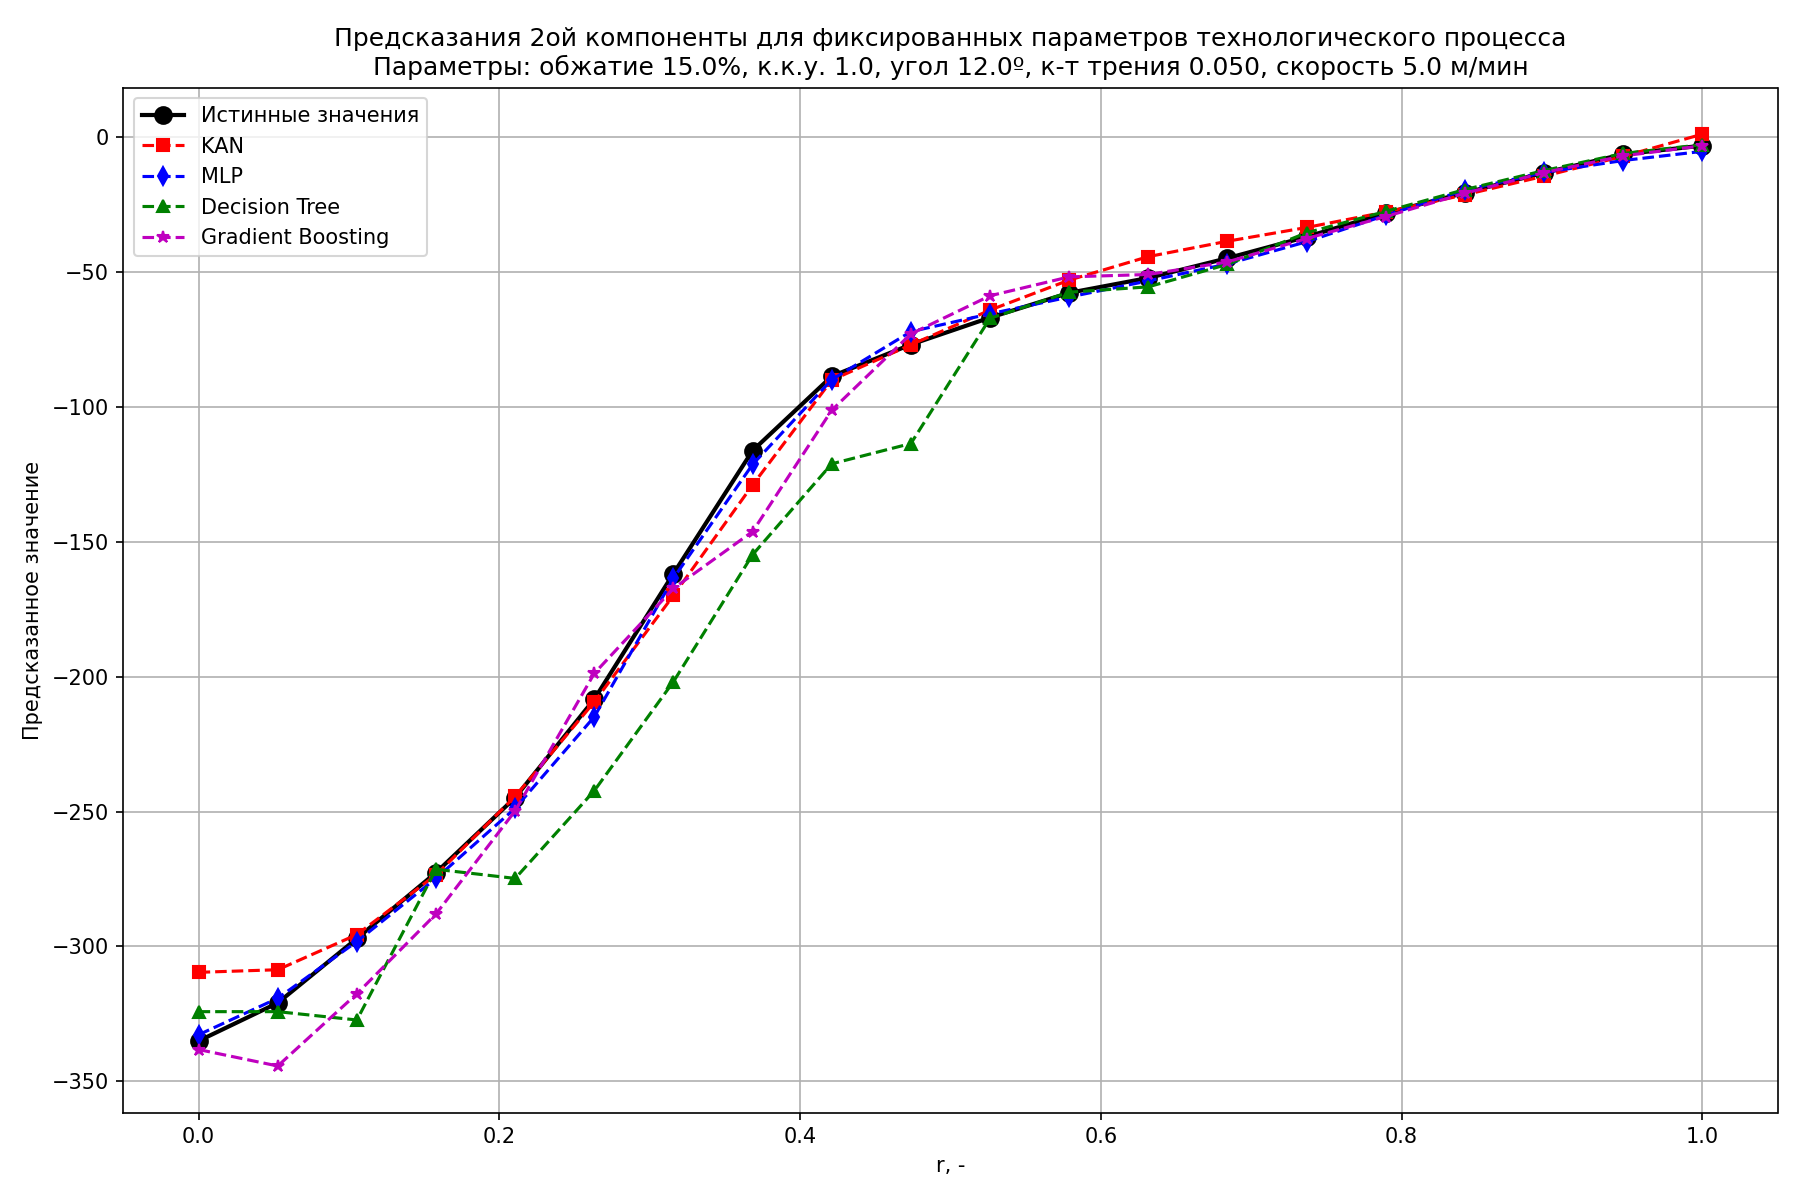 Предсказания 2ой компоненты для фиксированных параметров технологического процесса
Параметры: обжатие 15.0%, к.к.у. 1.0, угол 12.0º, к-т трения 0.050, скорость 5.0 м/мин
Истинные значения
KAN
MLP
Decision Tree
Gradient Boosting
Предсказанное значение
0
−50
−100
−150
−200
−250
−300
−350
0.0 0.2 0.4 0.6 0.8 1.0
r, -